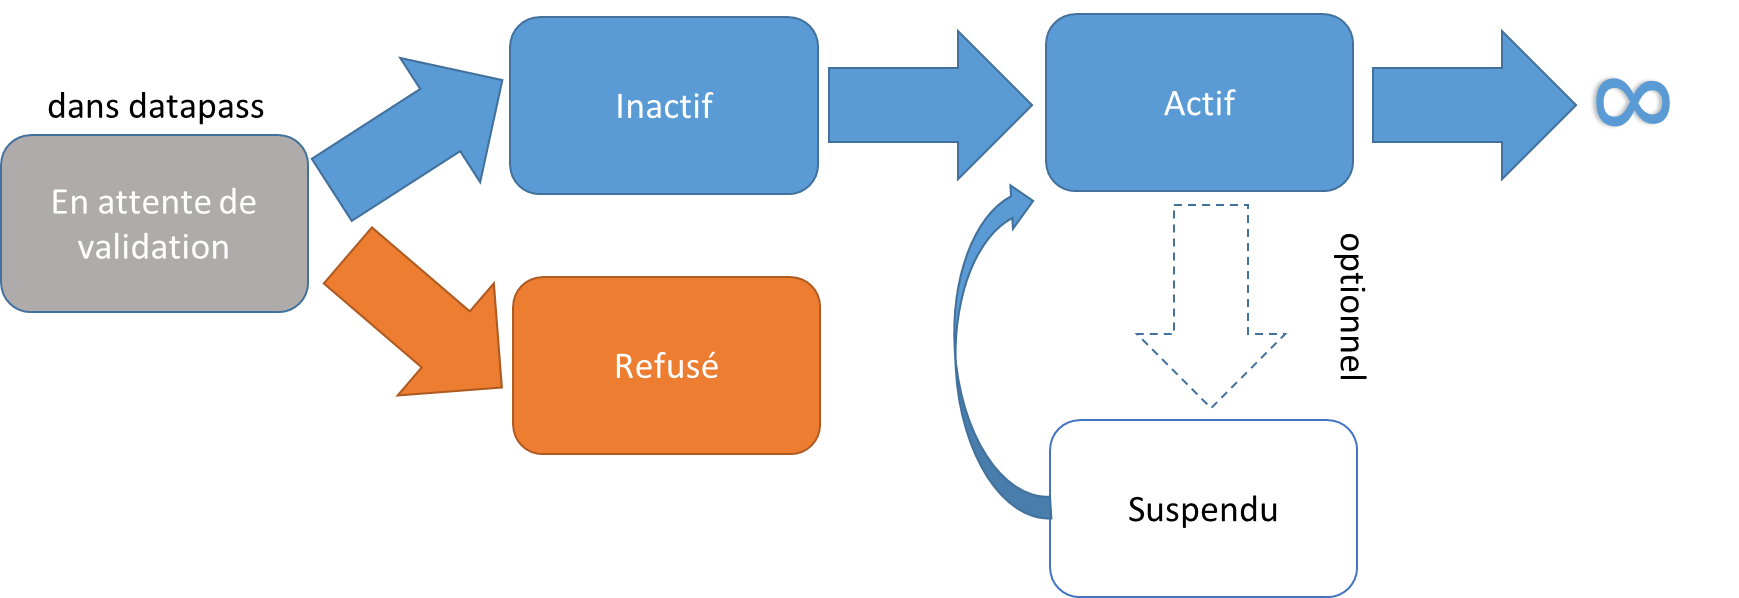 dans datapass
En attente de
validation
Inactif
Refusé
Actif
∞
optionnel
Suspendu